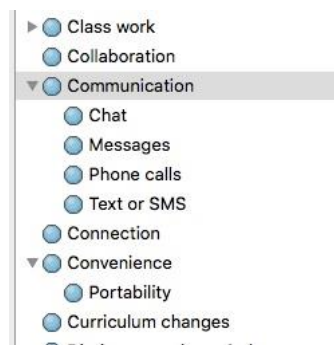 Class work
Collaboration
Communication
Chat
Messages
Phone calls
Text or SMS
Connection
Convenience
Portability
Curriculum changes